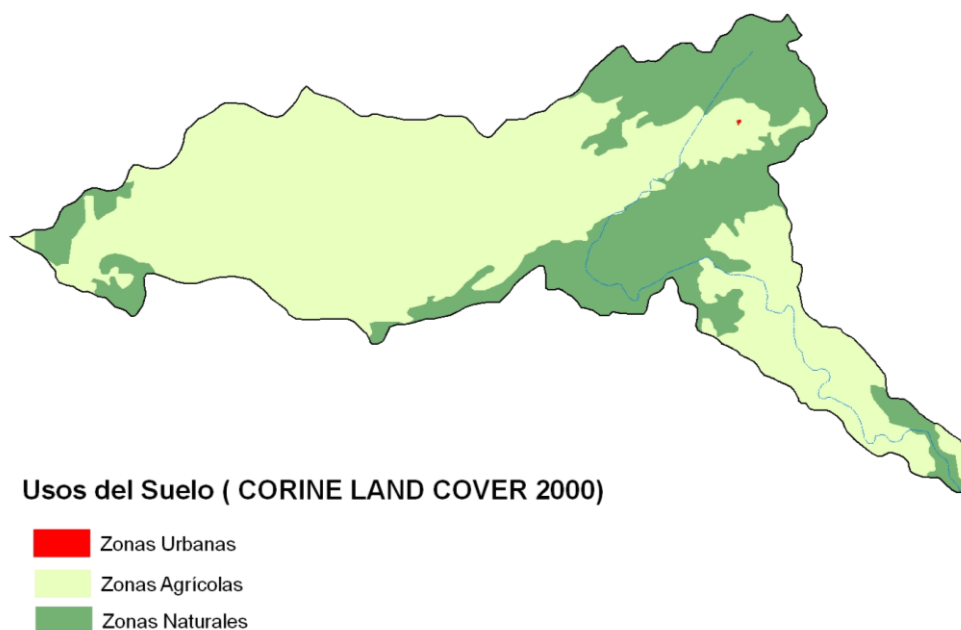 Usos del Suelo ( CORINE LAND COVER 2000)
Zonas Urbanas
Zonas Agrícolas
Zonas Naturales